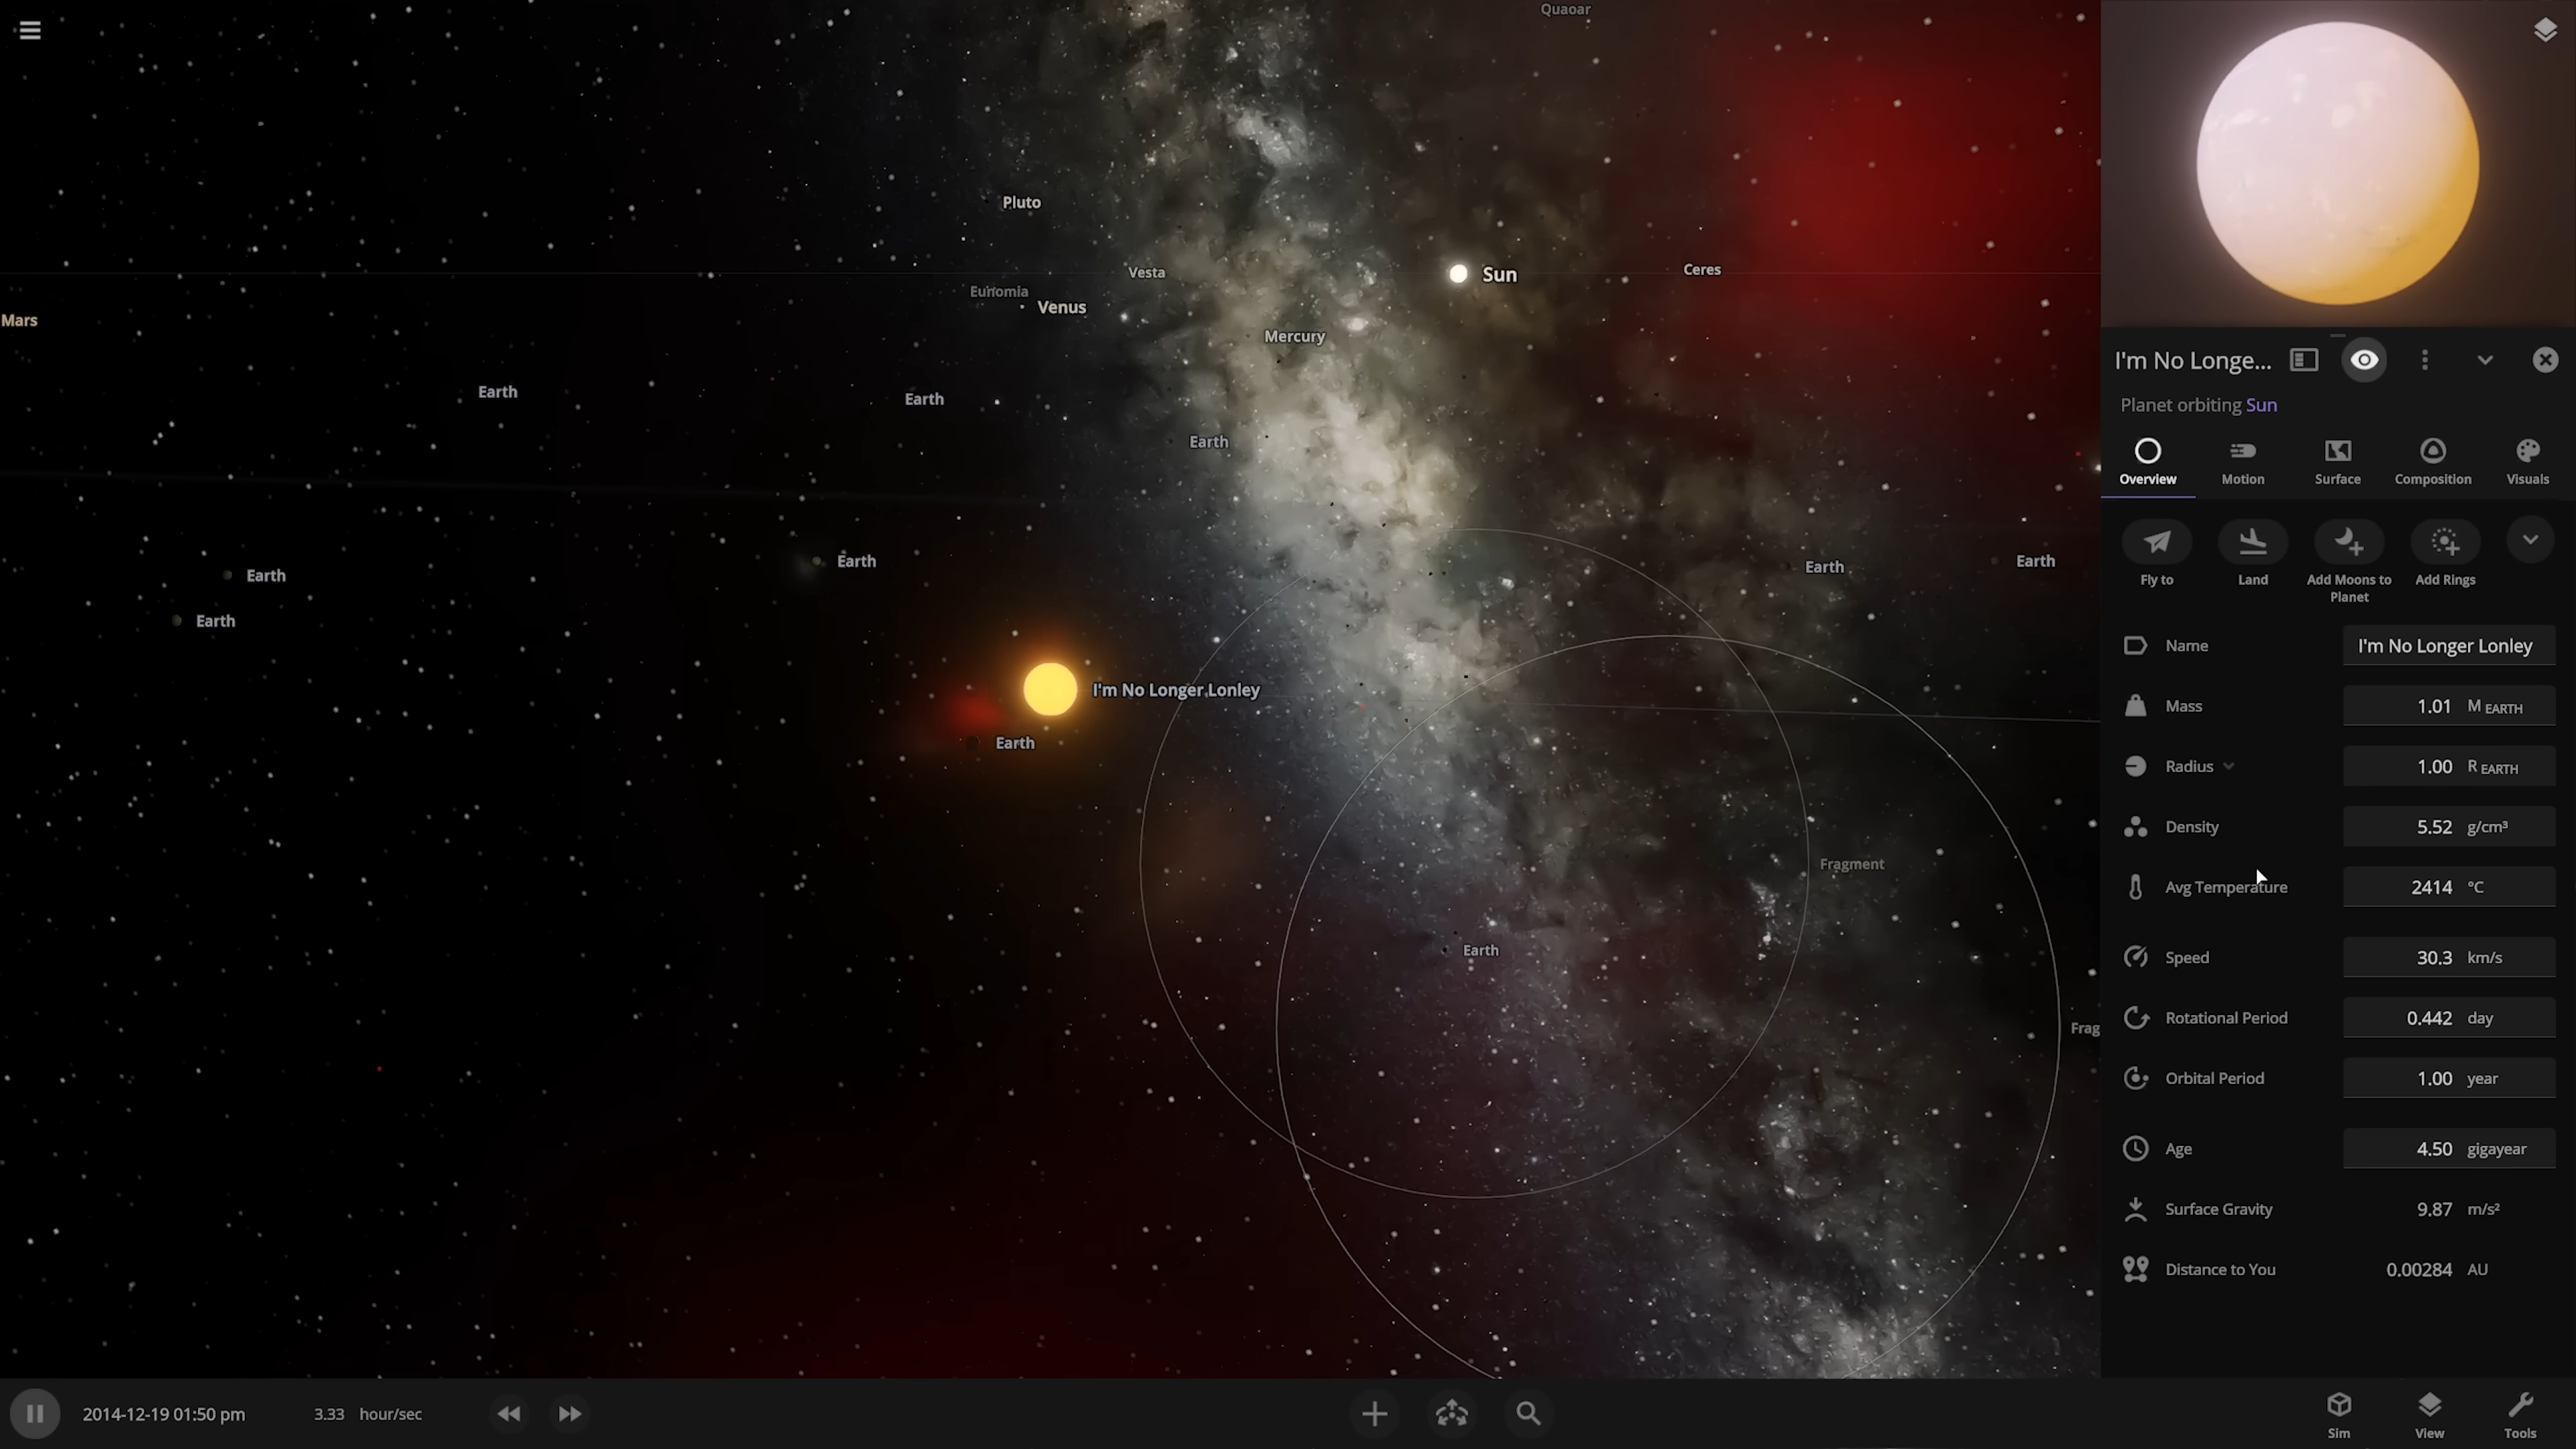 Quaoar
Pluto
Vesta
Sun
Ceres
Eunomia
Venus
Mars
Mercury
Earth
Earth
Earth
Earth
Earth
Earth
Earth
Earth
I'm No Longer Lonley
Earth
Fragment
Earth
Frag
I'm No Longe...
Planet orbiting Sun
Overview Motion Surface Composition Visuals
Fly to Land Add Moons to Planet Add Rings
Name I'm No Longer Lonley
Mass 1.01 M EARTH
Radius 1.00 R EARTH
Density 5.52 g/cm³
Avg Temperature 2414 °C
Speed 30.3 km/s
Rotational Period 0.442 day
Orbital Period 1.00 year
Age 4.50 gigayear
Surface Gravity 9.87 m/s²
Distance to You 0.00284 AU
2014-12-19 01:50 pm 3.33 hour/sec
Sim View Tools